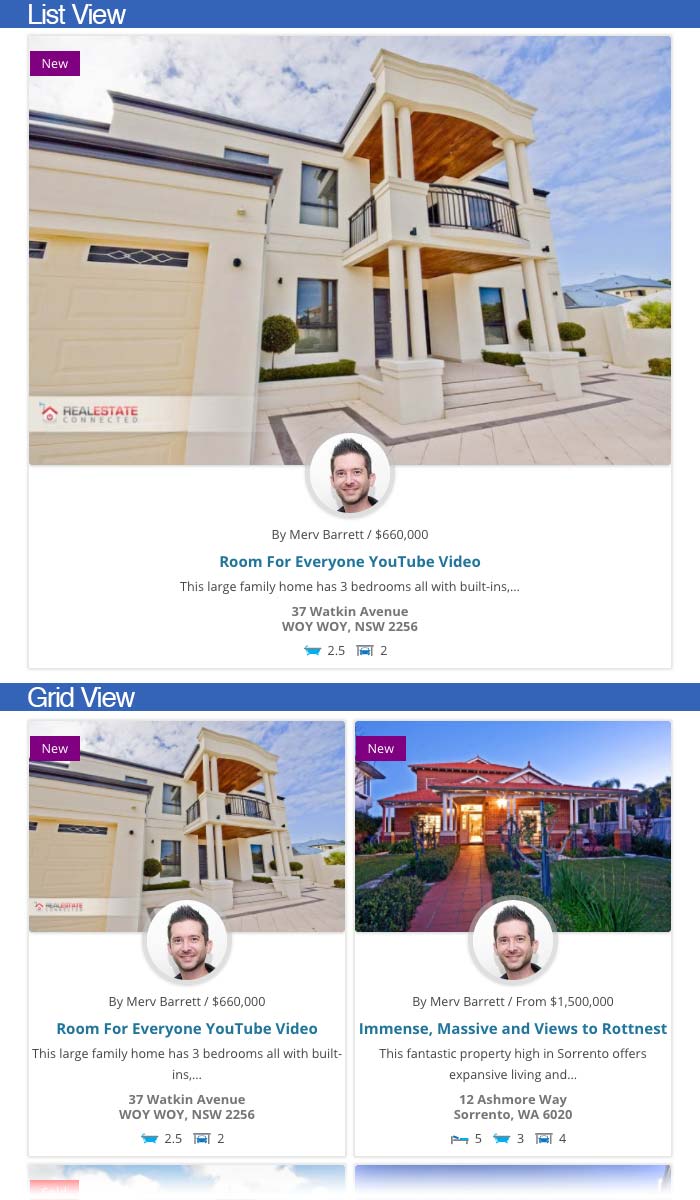 List View
New
REALESTATE
CONNECTED
By Merv Barrett / $660,000
Room For Everyone YouTube Video
This large family home has 3 bedrooms all with built-ins,...
37 Watkin Avenue
WOY WOY, NSW 2256
2.5 2
Grid View
New
REALESTATE
CONNECTED
By Merv Barrett / $660,000
Room For Everyone YouTube Video
This large family home has 3 bedrooms all with built-
ins,...
37 Watkin Avenue
WOY WOY, NSW 2256
2.5 2
New
By Merv Barrett / From $1,500,000
Immense, Massive and Views to Rottnest
This fantastic property high in Sorrento offers
expansive living and...
12 Ashmore Way
Sorrento, WA 6020
5 3 4